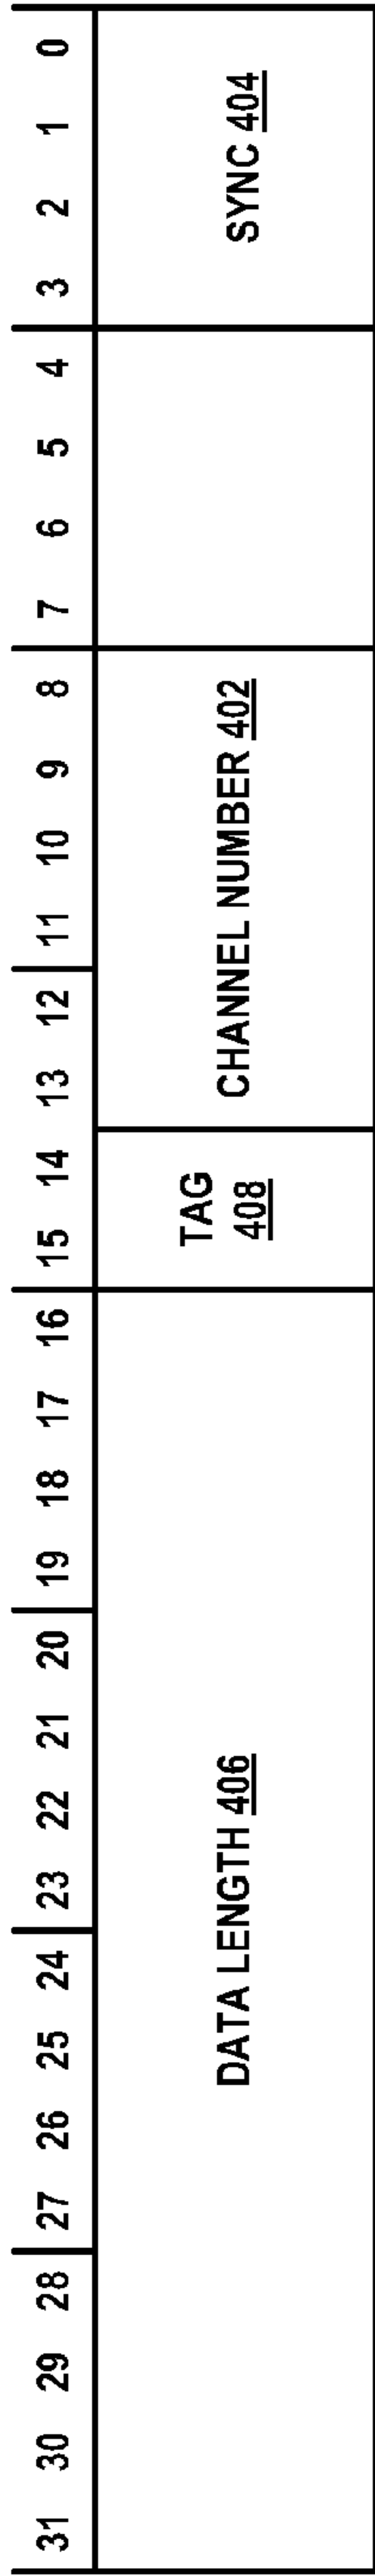 31 30 29 28 27 26 25 24 23 22 21 20 19 18 17 16 15 14 13 12 11 10 9 8 7 6 5 4 3 2 1 0
DATA LENGTH 406
TAG
408
CHANNEL NUMBER 402
SYNC 404